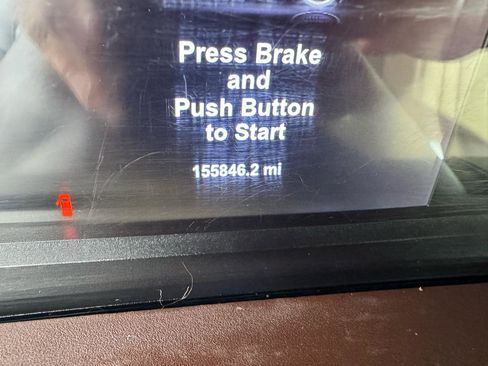 Press Brake
and
Push Button
to Start
155846.2 mi